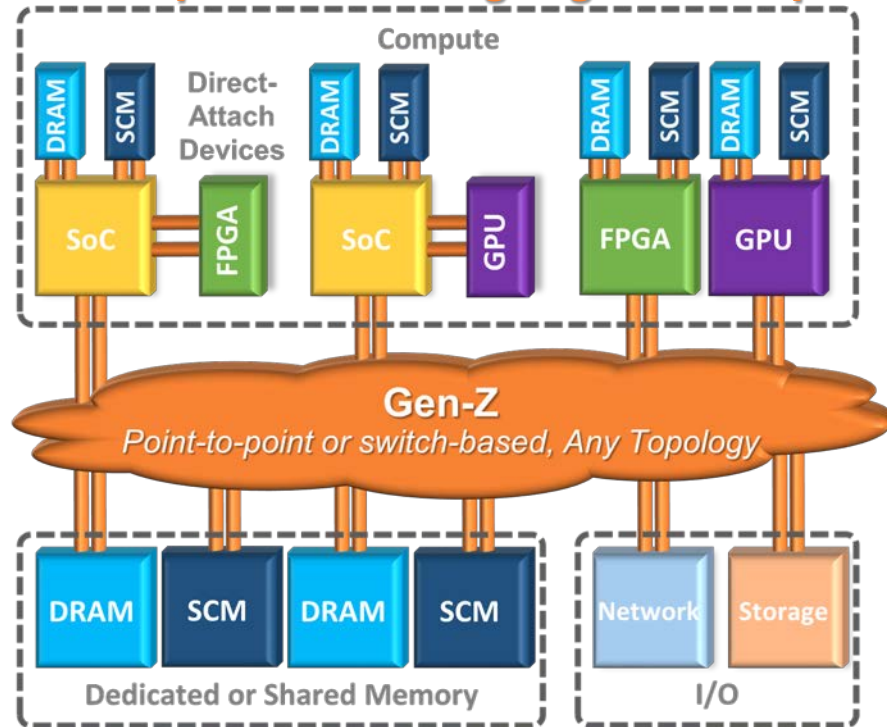 Compute
DRAM
SCM
Direct-
Attach
Devices
DRAM
SCM
DRAM
SCM
DRAM
SCM
SoC
FPGA
SoC
GPU
FPGA
GPU
Gen-Z
Point-to-point or switch-based, Any Topology
DRAM
SCM
DRAM
SCM
Network
Storage
Dedicated or Shared Memory
I/O